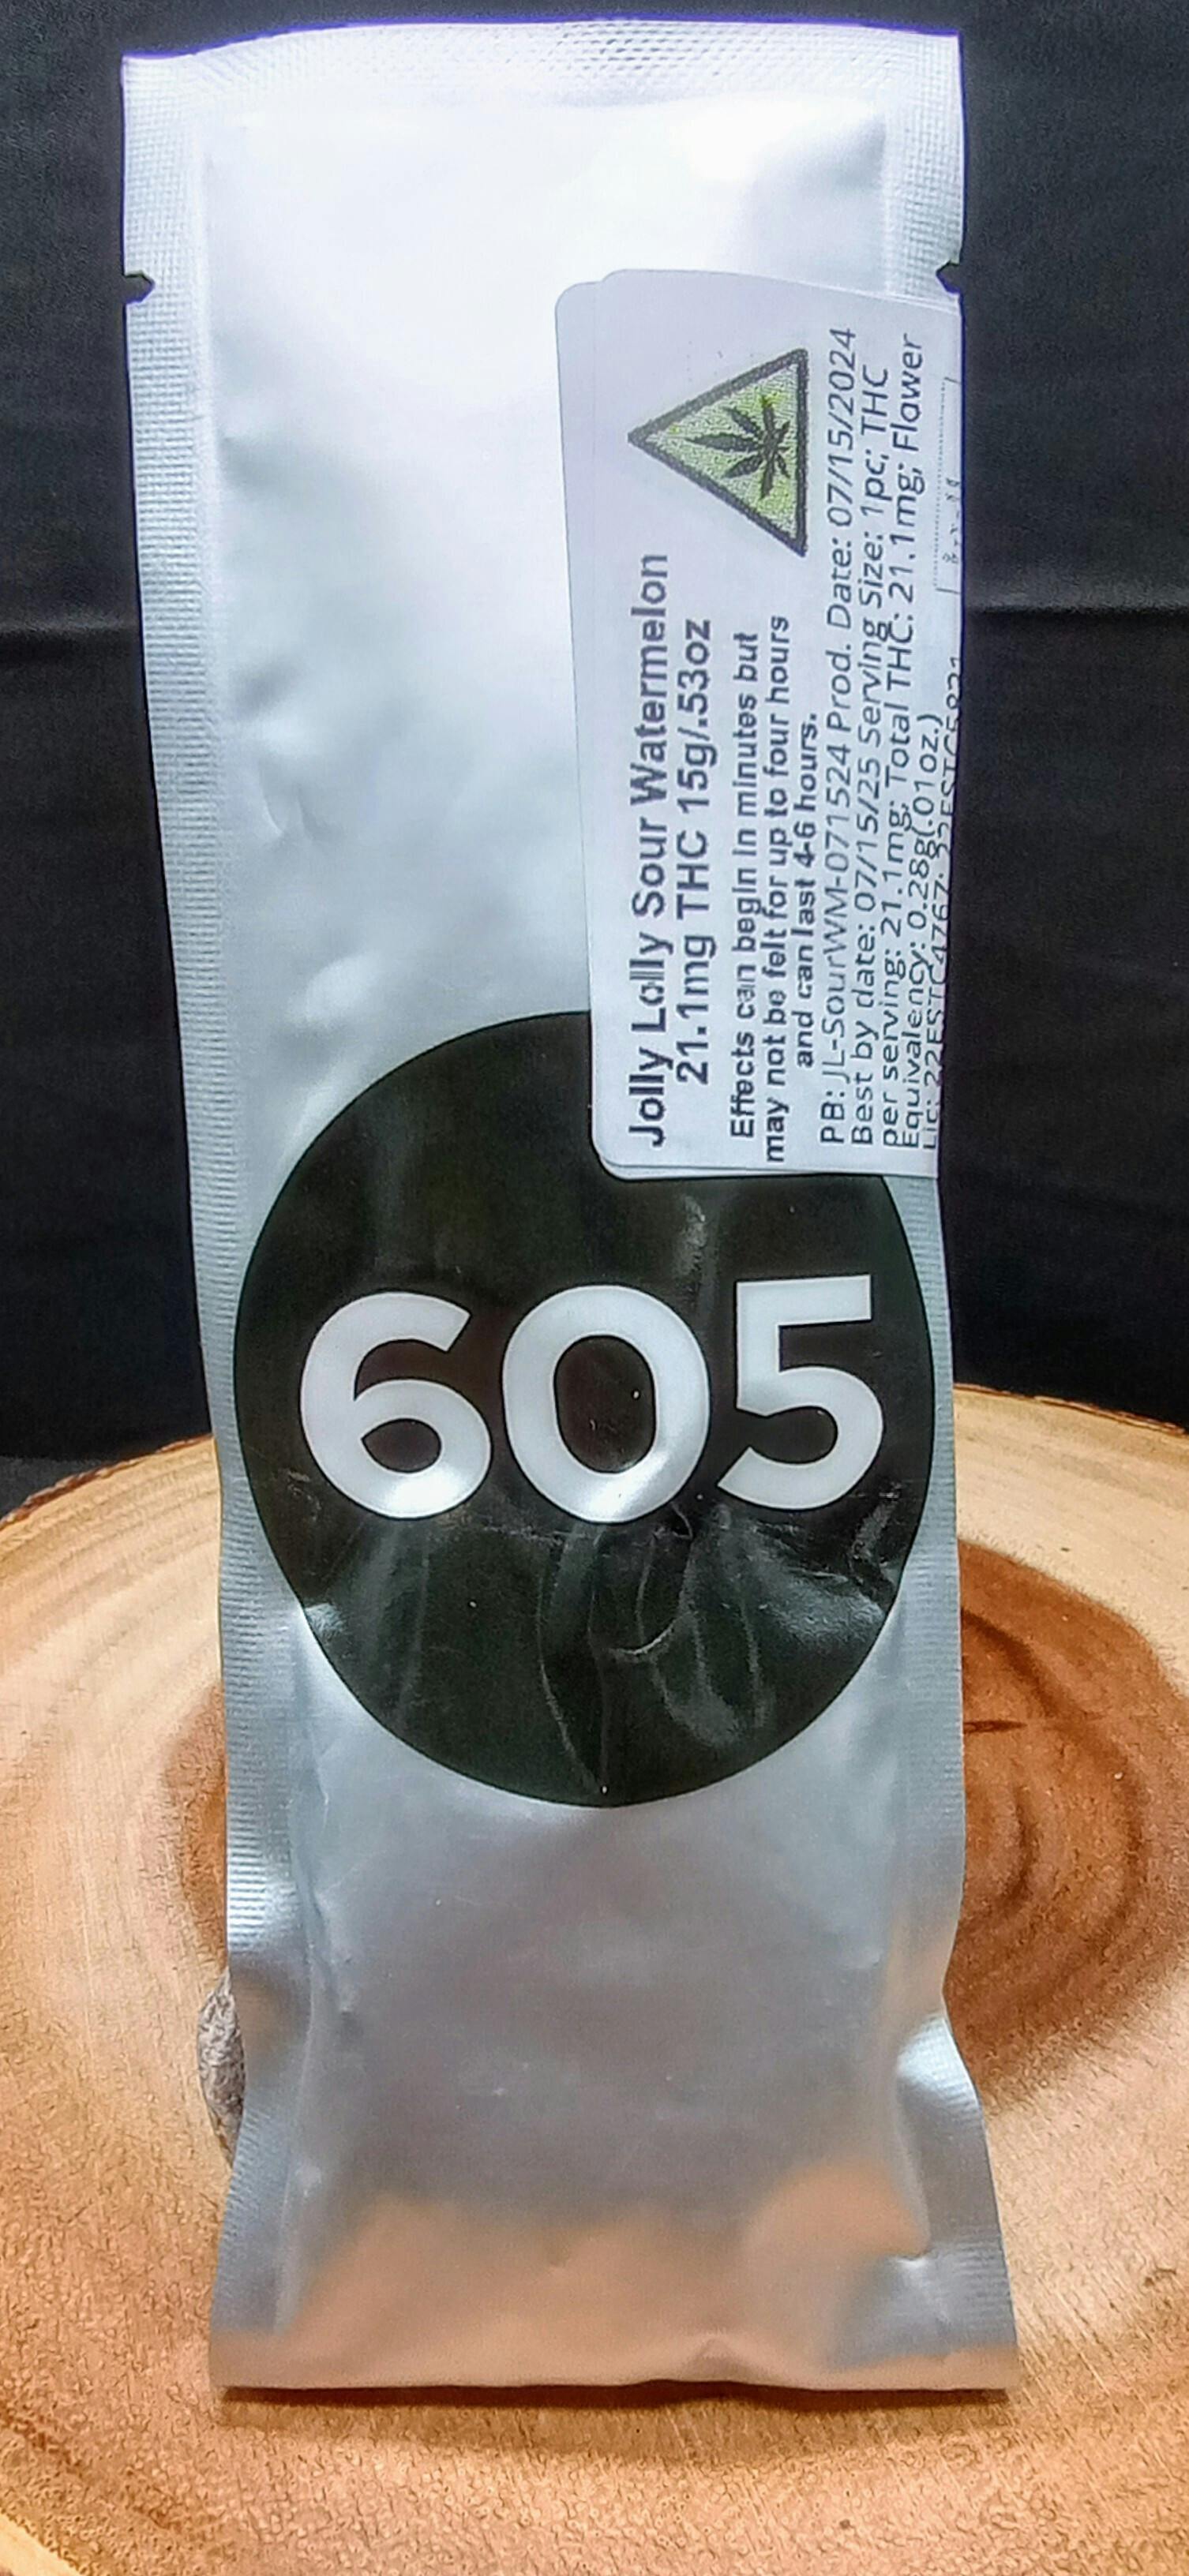 Jolly Lolly Sour Watermelon
21.1mg THC 15g/.53oz
Effects can begin in minutes but
may not be felt for up to four hours
and can last 4-6 hours.
PB: JL-SourWM-071524 Prod. Date: 07/15/2024
Best by date: 07/15/25 Serving Size: 1pc; THC
per serving: 21.1mg; Total THC: 21.1mg; Flower
Equivalency: 0.28g(.01oz.)
Lic: 22ESTC4767;
605